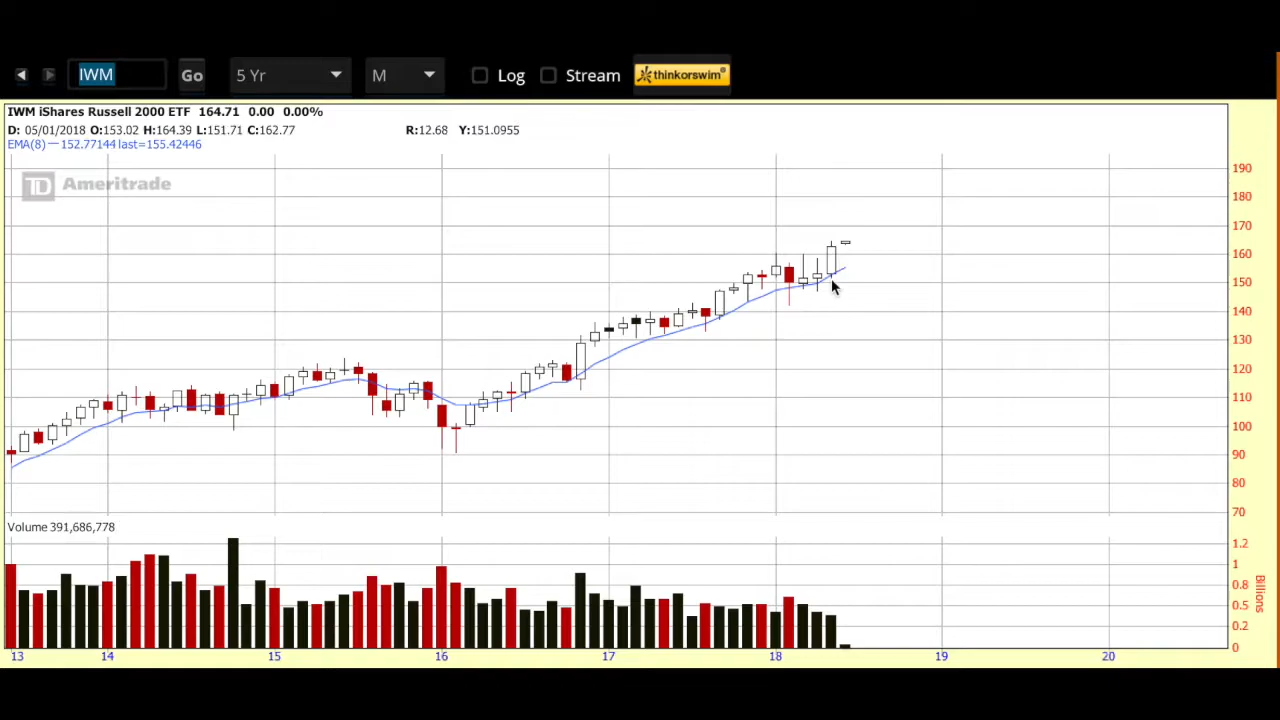 IWM Go 5 Yr M Log Stream thinkorswim®
IWM iShares Russell 2000 ETF 164.71 0.00 0.00%
D: 05/01/2018 O:153.02 H:164.39 L:151.71 C:162.77 R:12.68 Y:151.0955
EMA(8) — 152.77144 last=155.42446
TD Ameritrade
190
180
170
160
150
140
130
120
110
100
90
80
70
Volume 391,686,778
1.2
1
0.8
0.5
0.2
0
Billions
13 14 15 16 17 18 19 20